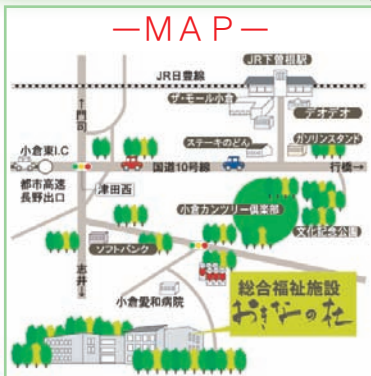 ―MAP―
JR下曽根駅
JR日豊線
ザ・モール小倉
デオデオ
↑門司
ステーキのどん
ガソリンスタンド
小倉東I.C
国道10号線
行橋→
都市高速
長野出口
津田西
小倉カンツリー倶楽部
文化記念公園
ソフトバンク
志井↓
小倉愛和病院
総合福祉施設
おきなの杜